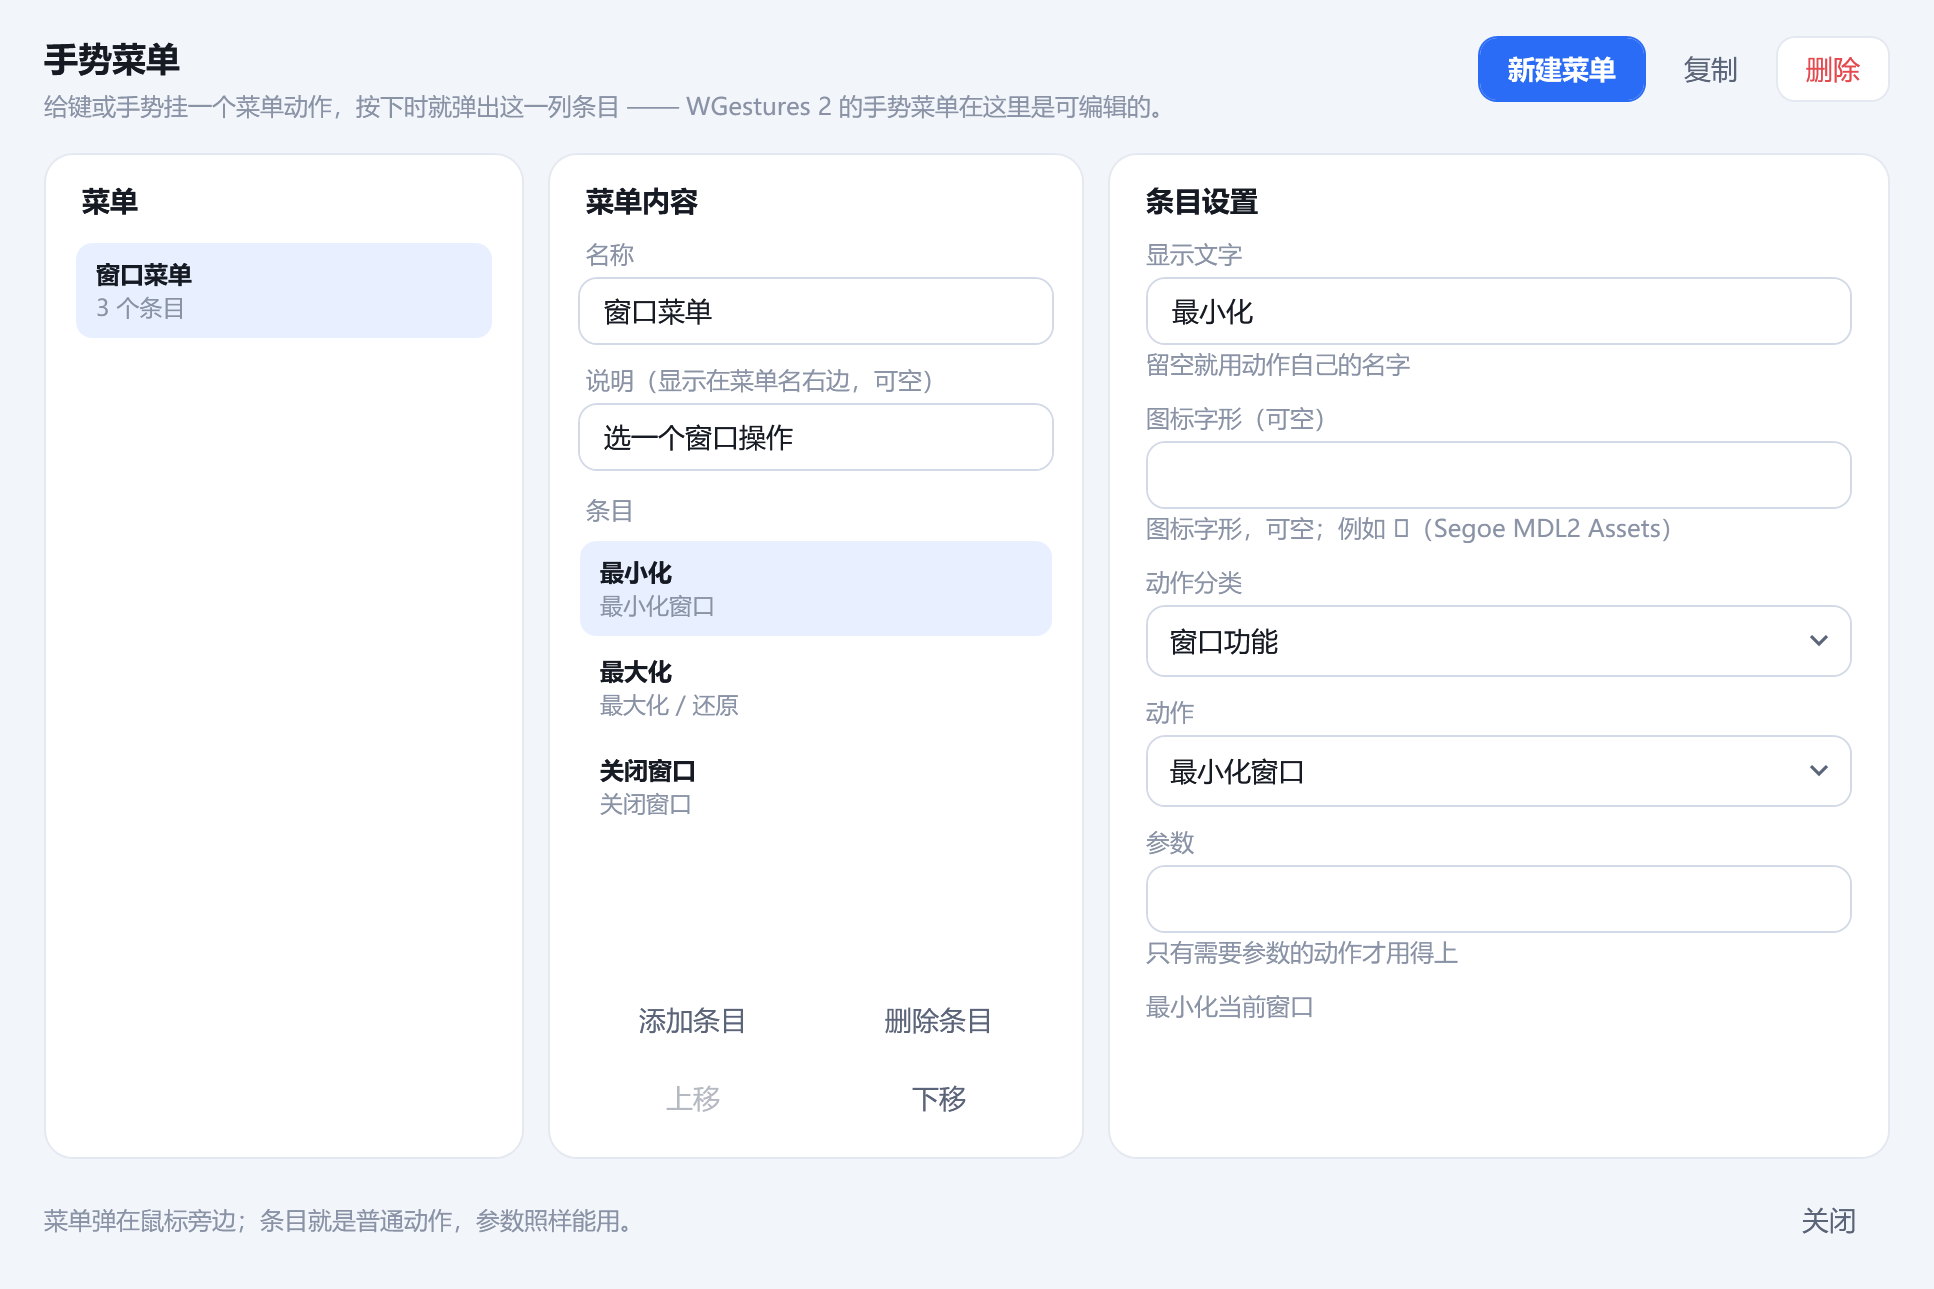 手势菜单
给键或手势挂一个菜单动作，按下时就弹出这一列条目 —— WGestures 2 的手势菜单在这里是可编辑的。
新建菜单
复制
删除
菜单
窗口菜单
3 个条目
菜单内容
名称
窗口菜单
说明（显示在菜单名右边，可空）
选一个窗口操作
条目
最小化
最小化窗口
最大化
最大化 / 还原
关闭窗口
关闭窗口
添加条目
删除条目
上移
下移
条目设置
显示文字
最小化
留空就用动作自己的名字
图标字形（可空）
图标字形，可空；例如 （Segoe MDL2 Assets）
动作分类
窗口功能
动作
最小化窗口
参数
只有需要参数的动作才用得上
最小化当前窗口
菜单弹在鼠标旁边；条目就是普通动作，参数照样能用。
关闭